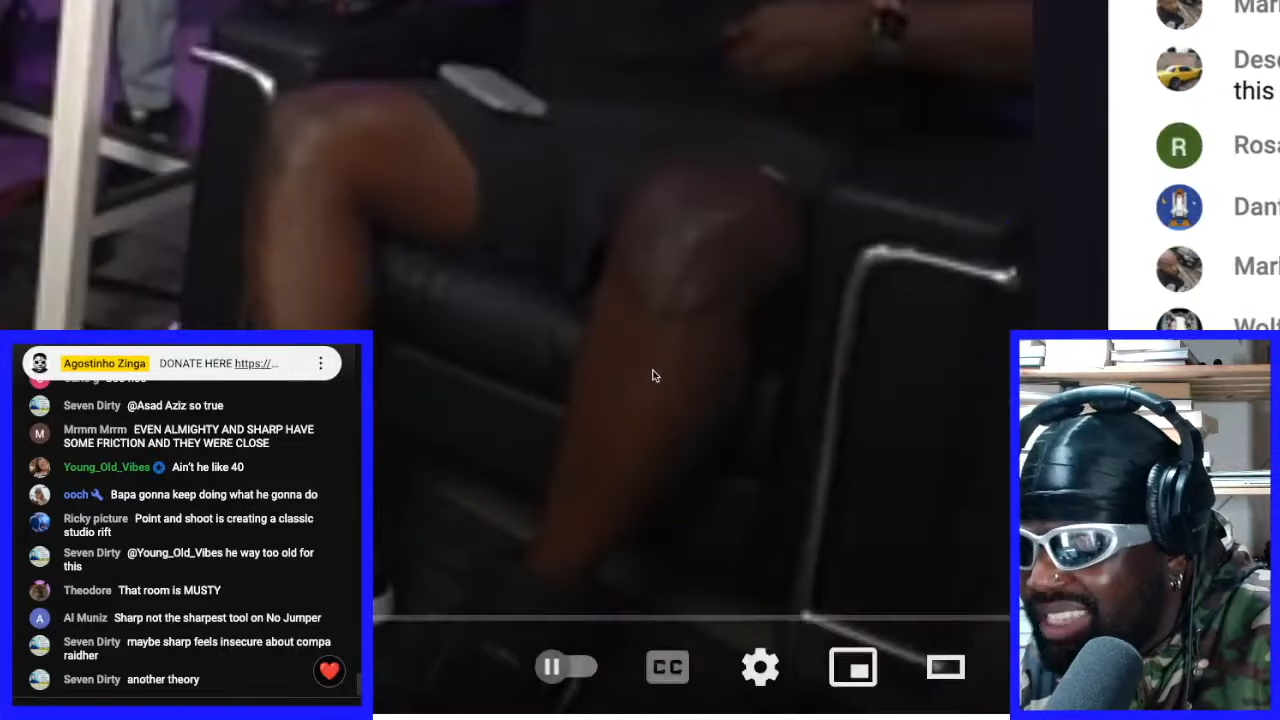 Desc
this
R
Rosa
Mark
Agostinho Zinga DONATE HERE https://...
Seven Dirty @Asad Aziz so true
M
Mrmm Mrrm EVEN ALMIGHTY AND SHARP HAVE
SOME FRICTION AND THEY WERE CLOSE
Young_Old_Vibes Ain't he like 40
ooch Bapa gonna keep doing what he gonna do
Ricky picture Point and shoot is creating a classic
studio rift
Seven Dirty @Young_Old_Vibes he way too old for
this
Theodore That room is MUSTY
A
Al Muniz Sharp not the sharpest tool on No Jumper
Seven Dirty maybe sharp feels insecure about compa
raidher
Seven Dirty another theory
CC